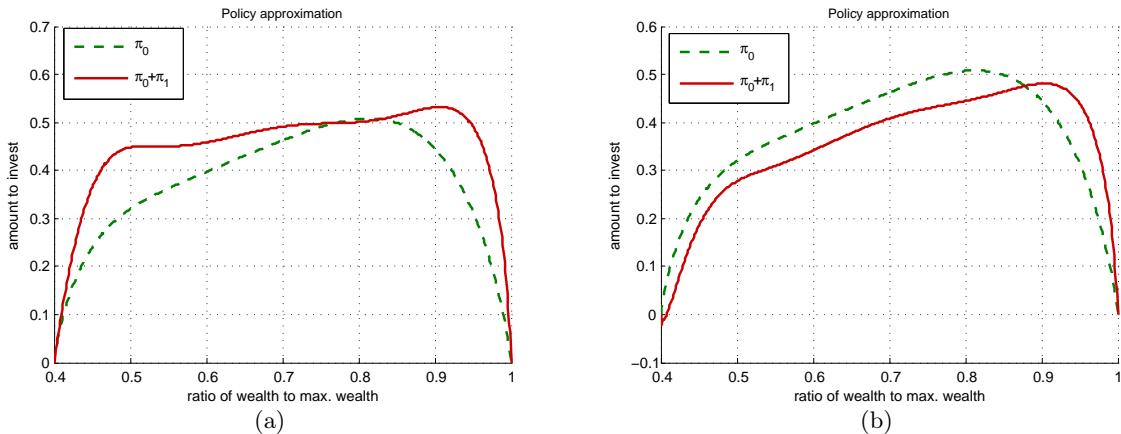 Policy approximation
0.7
0.6
0.5
0.4
0.3
0.2
0.1
0
amount to invest
π0
π0+π1
0.4 0.5 0.6 0.7 0.8 0.9 1
ratio of wealth to max. wealth
(a)
Policy approximation
0.6
0.5
0.4
0.3
0.2
0.1
0
−0.1
amount to invest
π0
π0+π1
0.4 0.5 0.6 0.7 0.8 0.9 1
ratio of wealth to max. wealth
(b)